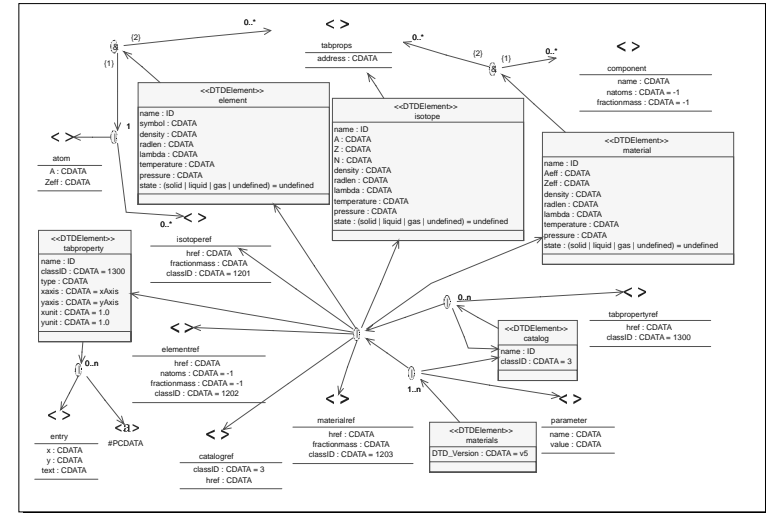 0..*
< >
tabprops
address : CDATA
{2}
&
{1}
0..*
{2}
&
{1}
0..*
< >
component
name : CDATA
natoms : CDATA = -1
fractionmass : CDATA = -1
<<DTDElement>>
element
name : ID
symbol : CDATA
density : CDATA
radlen : CDATA
lambda : CDATA
temperature : CDATA
pressure : CDATA
state : (solid | liquid | gas | undefined) = undefined
<<DTDElement>>
isotope
name : ID
A : CDATA
Z : CDATA
N : CDATA
density : CDATA
radlen : CDATA
lambda : CDATA
temperature : CDATA
pressure : CDATA
state : (solid | liquid | gas | undefined) = undefined
<<DTDElement>>
material
name : ID
Aeff : CDATA
Zeff : CDATA
density : CDATA
radlen : CDATA
lambda : CDATA
temperature : CDATA
pressure : CDATA
state : (solid | liquid | gas | undefined) = undefined
1
< >
atom
A : CDATA
Zeff : CDATA
0..*
< >
isotoperef
href : CDATA
fractionmass : CDATA
classID : CDATA = 1201
<<DTDElement>>
tabproperty
name : ID
classID : CDATA = 1300
type : CDATA
xaxis : CDATA = xAxis
yaxis : CDATA = yAxis
xunit : CDATA = 1.0
yunit : CDATA = 1.0
0..n
< >
tabpropertyref
href : CDATA
classID : CDATA = 1300
<<DTDElement>>
catalog
name : ID
classID : CDATA = 3
< >
elementref
href : CDATA
natoms : CDATA = -1
fractionmass : CDATA = -1
classID : CDATA = 1202
0..n
1..n
< >
entry
x : CDATA
y : CDATA
text : CDATA
<a>
#PCDATA
< >
catalogref
classID : CDATA = 3
href : CDATA
< >
materialref
href : CDATA
fractionmass : CDATA
classID : CDATA = 1203
<<DTDElement>>
materials
DTD_Version : CDATA = v5
< >
parameter
name : CDATA
value : CDATA